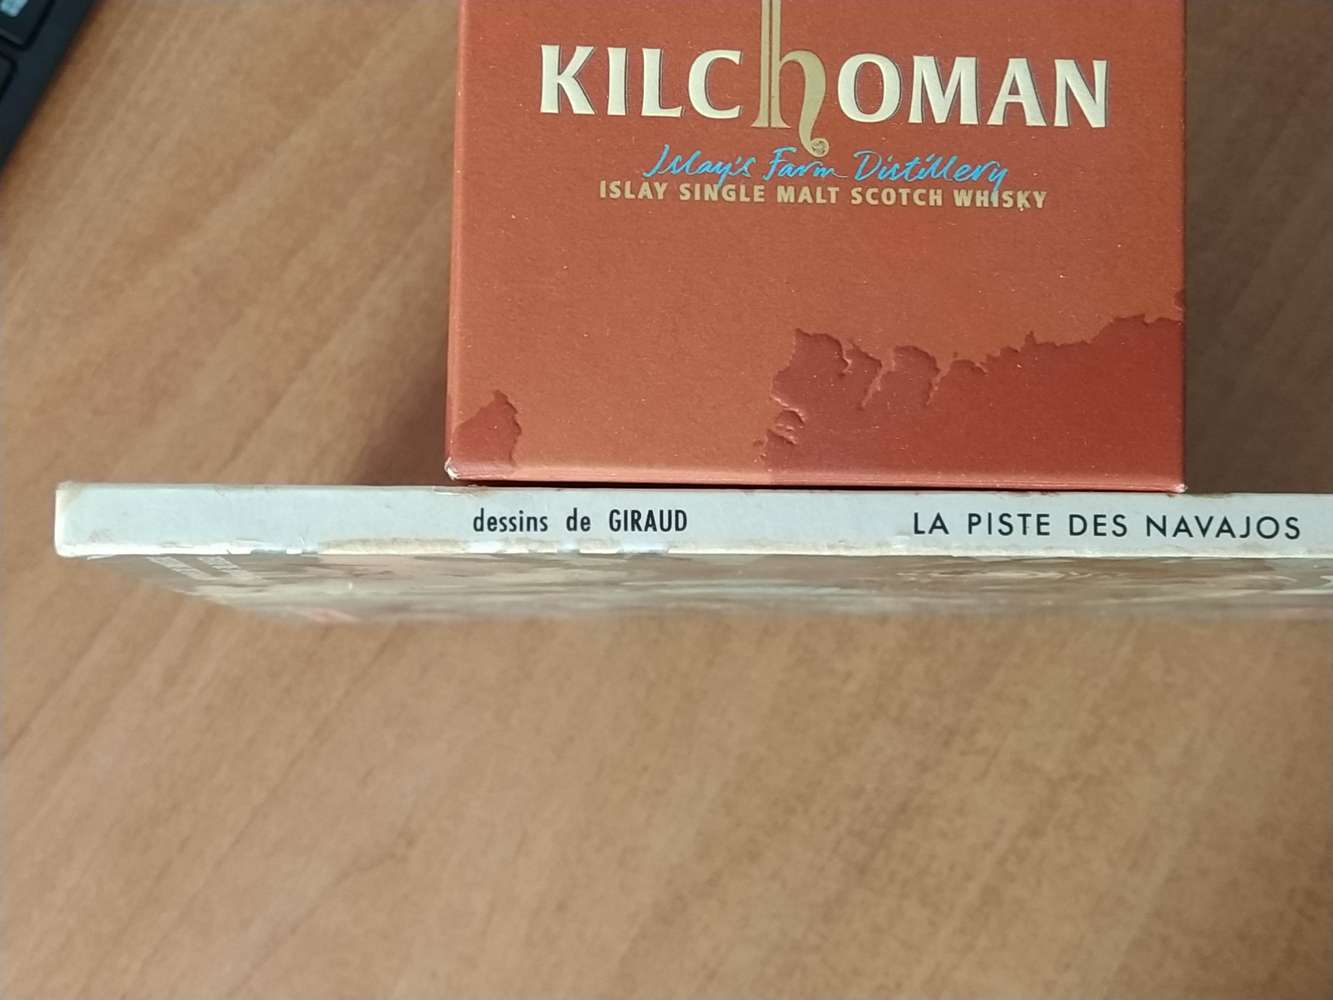 KILCHOMAN
Islay's Farm Distillery
ISLAY SINGLE MALT SCOTCH WHISKY
dessins de GIRAUD LA PISTE DES NAVAJOS